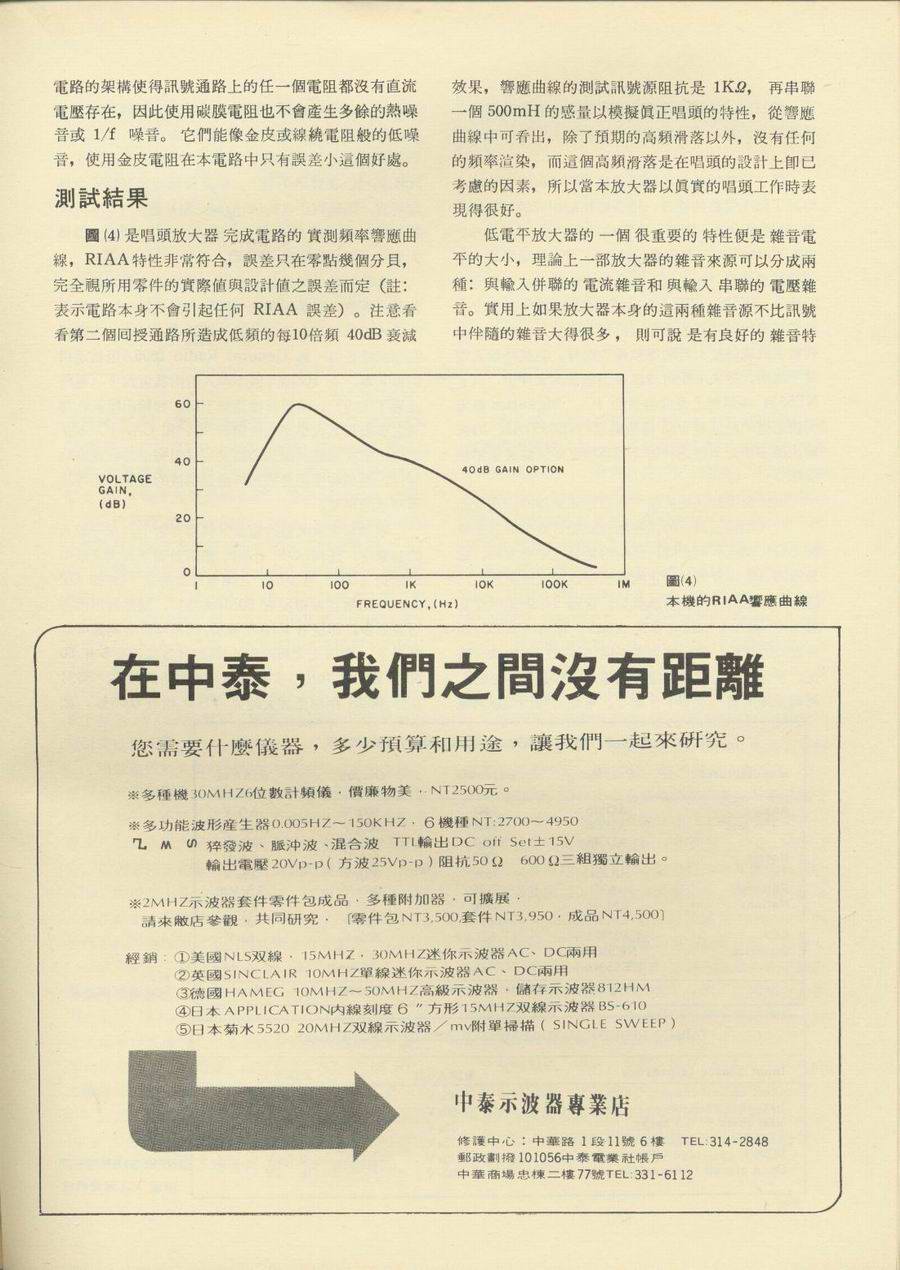 電路的架構使得訊號通路上的任一個電阻都沒有直流
電壓存在，因此使用碳膜電阻也不會產生多餘的熱噪
音或 1/f 噪音。 它們能像金皮或線繞電阻般的低噪
音，使用金皮電阻在本電路中只有誤差小這個好處。
測試結果
圖(4) 是唱頭放大器 完成電路的 實測頻率響應曲
線，RIAA特性非常符合，誤差只在零點幾個分貝，
完全視所用零件的實際値與設計値之誤差而定（註：
表示電路本身不會引起任何 RIAA 誤差）。注意看
看第二個回授通路所造成低頻的每10倍頻 40dB 衰減
效果，響應曲線的測試訊號源阻抗是 1KΩ， 再串聯
一個 500mH 的感量以模擬眞正唱頭的特性，從響應
曲線中可看出，除了預期的高頻滑落以外，沒有任何
的頻率渲染，而這個高頻滑落是在唱頭的設計上卽已
考慮的因素，所以當本放大器以眞實的唱頭工作時表
現得很好。
低電平放大器的 一個 很重要的 特性便是 雜音電
平的大小，理論上一部放大器的雜音來源可以分成兩
種：與輸入併聯的 電流雜音和 與輸入 串聯的 電壓雜
音。實用上如果放大器本身的這兩種雜音源不比訊號
中伴隨的雜音大得很多， 則可說 是有良好的 雜音特
60
40
20
0
VOLTAGE
GAIN,
(dB)
40dB GAIN OPTION
1 10 100 1K 10K 100K 1M
FREQUENCY,(Hz)
圖(4)
本機的RIAA響應曲線
在中泰，我們之間沒有距離
您需要什麼儀器，多少預算和用途，讓我們一起來研究。
※多種機30MHZ6位數計頻儀．價廉物美．NT2500元。
※多功能波形產生器0.005HZ～150KHZ．6機種NT:2700～4950
猝發波、脈沖波、混合波 TTL輸出DC off Set±15V
輸出電壓20Vp-p（方波25Vp-p）阻抗50Ω 600Ω三組獨立輸出。
※2MHZ示波器套件零件包成品．多種附加器．可擴展．
請來敝店參觀．共同研究．〔零件包NT3,500,套件NT3,950．成品NT4,500〕
經銷：①美國NLS双線．15MHZ．30MHZ迷你示波器AC、DC兩用
②英國SINCLAIR 10MHZ單線迷你示波器AC、DC兩用
③德國HAMEG 10MHZ～50MHZ高級示波器．儲存示波器812HM
④日本APPLICATION內線刻度6〞方形15MHZ双線示波器BS-610
⑤日本菊水5520 20MHZ双線示波器／mv附單掃描（SINGLE SWEEP）
中泰示波器專業店
修護中心：中華路1段11號6樓 TEL:314-2848
郵政劃撥101056中泰電業社帳戶
中華商場忠棟二樓77號TEL:331-6112